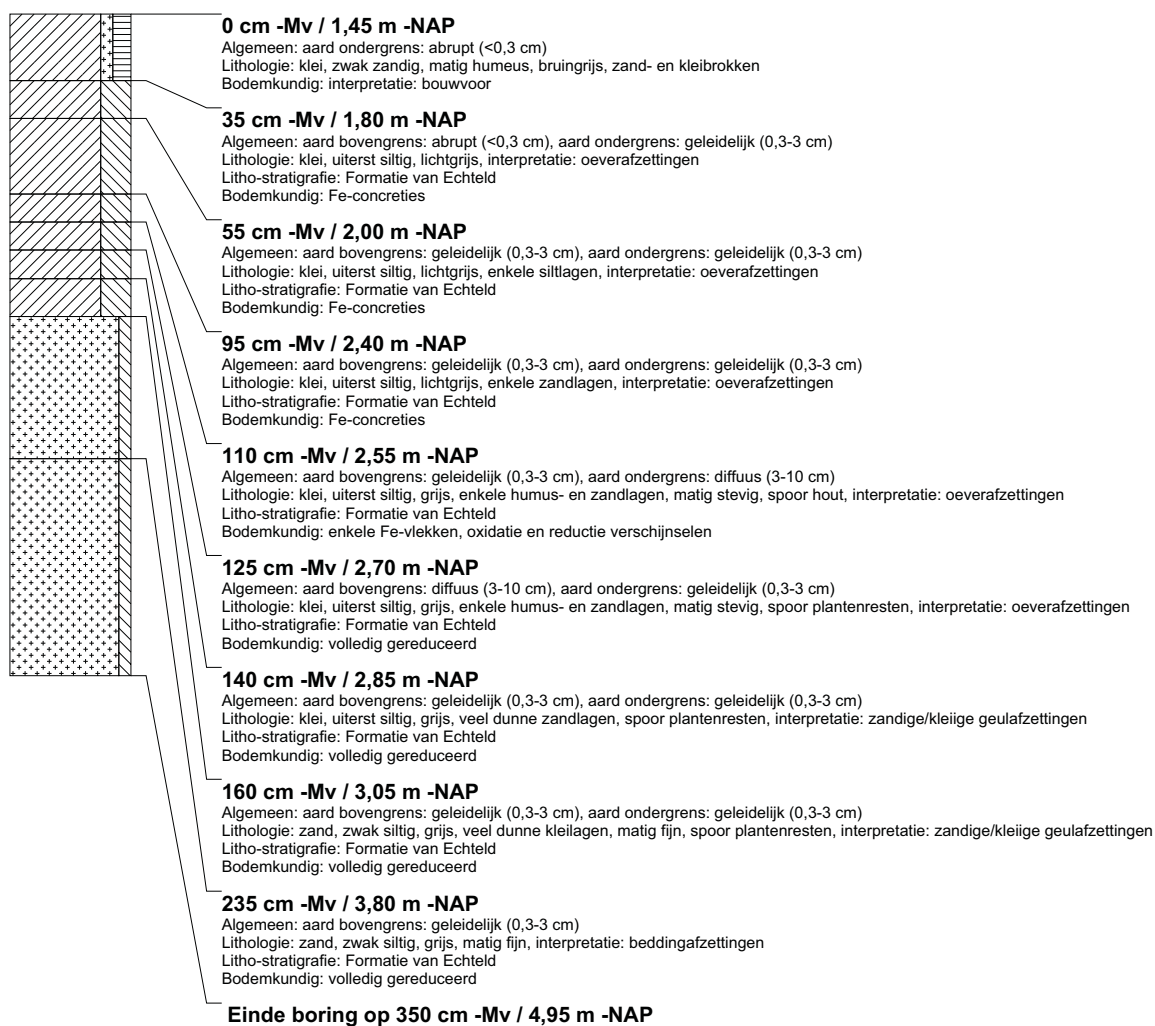 0 cm -Mv / 1,45 m -NAP
Algemeen: aard ondergrens: abrupt (<0,3 cm)
Lithologie: klei, zwak zandig, matig humeus, bruingrijs, zand- en kleibrokken
Bodemkundig: interpretatie: bouwvoor
35 cm -Mv / 1,80 m -NAP
Algemeen: aard bovengrens: abrupt (<0,3 cm), aard ondergrens: geleidelijk (0,3-3 cm)
Lithologie: klei, uiterst siltig, lichtgrijs, interpretatie: oeverafzettingen
Litho-stratigrafie: Formatie van Echteld
Bodemkundig: Fe-concreties
55 cm -Mv / 2,00 m -NAP
Algemeen: aard bovengrens: geleidelijk (0,3-3 cm), aard ondergrens: geleidelijk (0,3-3 cm)
Lithologie: klei, uiterst siltig, lichtgrijs, enkele siltlagen, interpretatie: oeverafzettingen
Litho-stratigrafie: Formatie van Echteld
Bodemkundig: Fe-concreties
95 cm -Mv / 2,40 m -NAP
Algemeen: aard bovengrens: geleidelijk (0,3-3 cm), aard ondergrens: geleidelijk (0,3-3 cm)
Lithologie: klei, uiterst siltig, lichtgrijs, enkele zandlagen, interpretatie: oeverafzettingen
Litho-stratigrafie: Formatie van Echteld
Bodemkundig: Fe-concreties
110 cm -Mv / 2,55 m -NAP
Algemeen: aard bovengrens: geleidelijk (0,3-3 cm), aard ondergrens: diffuus (3-10 cm)
Lithologie: klei, uiterst siltig, grijs, enkele humus- en zandlagen, matig stevig, spoor hout, interpretatie: oeverafzettingen
Litho-stratigrafie: Formatie van Echteld
Bodemkundig: enkele Fe-vlekken, oxidatie en reductie verschijnselen
125 cm -Mv / 2,70 m -NAP
Algemeen: aard bovengrens: diffuus (3-10 cm), aard ondergrens: geleidelijk (0,3-3 cm)
Lithologie: klei, uiterst siltig, grijs, enkele humus- en zandlagen, matig stevig, spoor plantenresten, interpretatie: oeverafzettingen
Litho-stratigrafie: Formatie van Echteld
Bodemkundig: volledig gereduceerd
140 cm -Mv / 2,85 m -NAP
Algemeen: aard bovengrens: geleidelijk (0,3-3 cm), aard ondergrens: geleidelijk (0,3-3 cm)
Lithologie: klei, uiterst siltig, grijs, veel dunne zandlagen, spoor plantenresten, interpretatie: zandige/kleiige geulafzettingen
Litho-stratigrafie: Formatie van Echteld
Bodemkundig: volledig gereduceerd
160 cm -Mv / 3,05 m -NAP
Algemeen: aard bovengrens: geleidelijk (0,3-3 cm), aard ondergrens: geleidelijk (0,3-3 cm)
Lithologie: zand, zwak siltig, grijs, veel dunne kleilagen, matig fijn, spoor plantenresten, interpretatie: zandige/kleiige geulafzettingen
Litho-stratigrafie: Formatie van Echteld
Bodemkundig: volledig gereduceerd
235 cm -Mv / 3,80 m -NAP
Algemeen: aard bovengrens: geleidelijk (0,3-3 cm)
Lithologie: zand, zwak siltig, grijs, matig fijn, interpretatie: beddingafzettingen
Litho-stratigrafie: Formatie van Echteld
Bodemkundig: volledig gereduceerd
Einde boring op 350 cm -Mv / 4,95 m -NAP